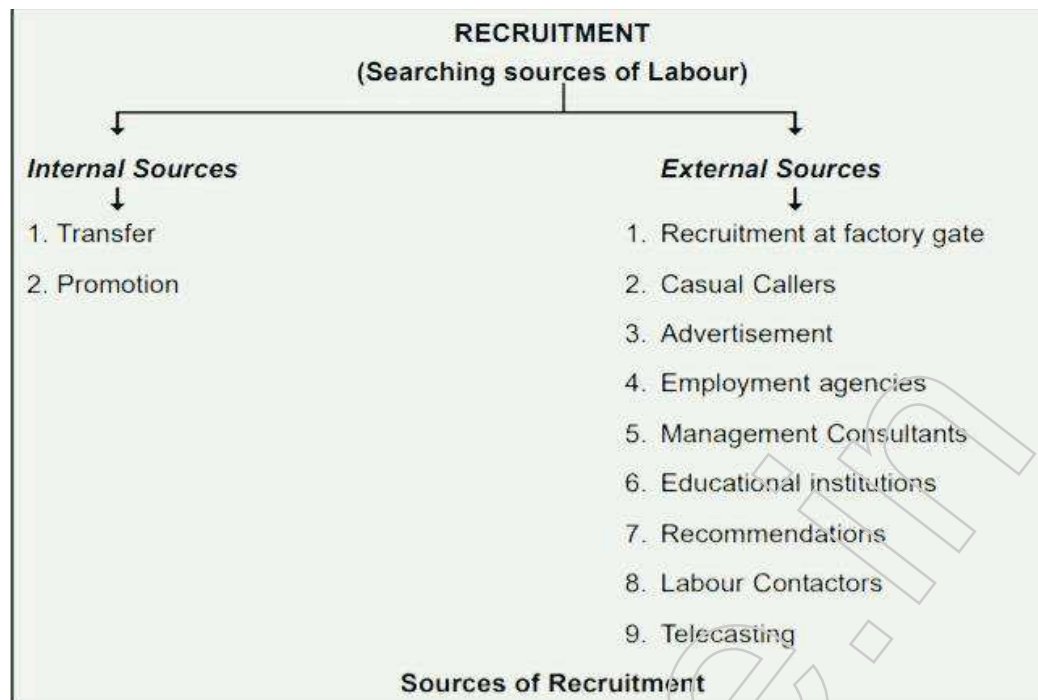 RECRUITMENT
(Searching sources of Labour)
Internal Sources
1. Transfer
2. Promotion
External Sources
1. Recruitment at factory gate
2. Casual Callers
3. Advertisement
4. Employment agencies
5. Management Consultants
6. Educational institutions
7. Recommendations
8. Labour Contactors
9. Telecasting
Sources of Recruitment
e.in